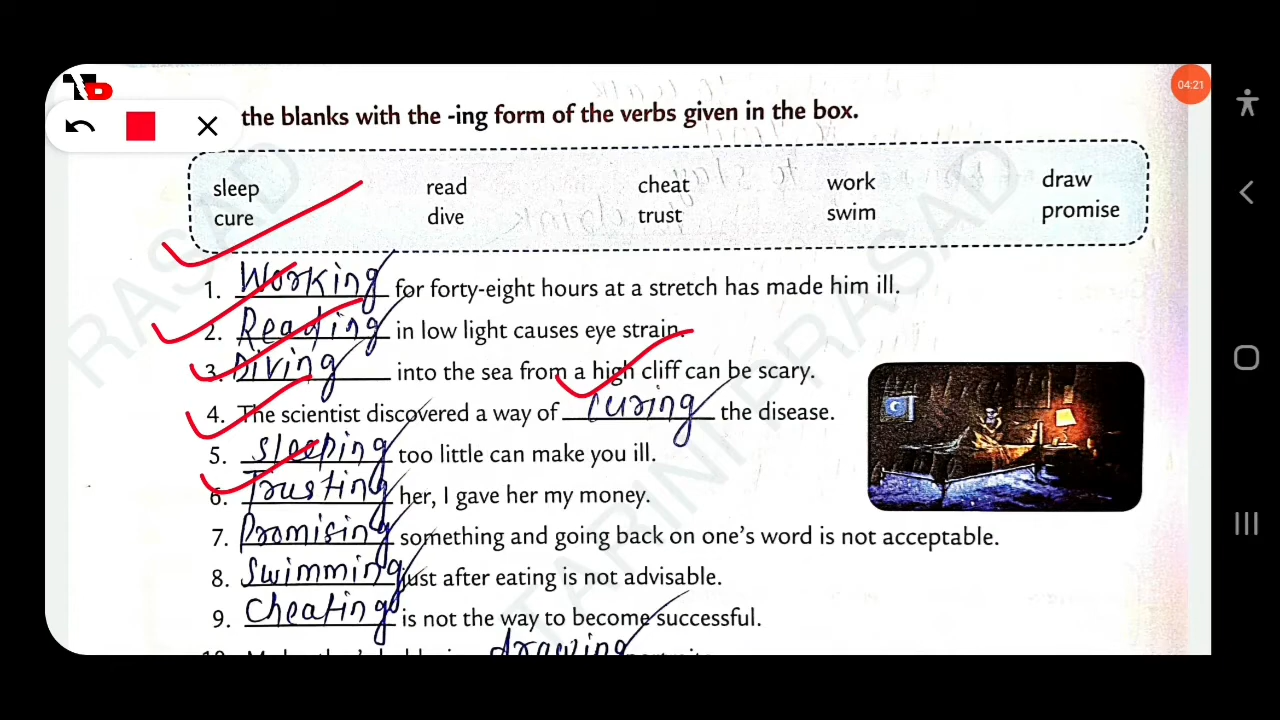 04:21
the blanks with the -ing form of the verbs given in the box.
sleep read cheat work draw
cure dive trust swim promise
1. Working for forty-eight hours at a stretch has made him ill.
2. Reading in low light causes eye strain.
3. Diving into the sea from a high cliff can be scary.
4. The scientist discovered a way of curing the disease.
5. Sleeping too little can make you ill.
6. Trusting her, I gave her my money.
7. Promising something and going back on one's word is not acceptable.
8. Swimming just after eating is not advisable.
9. Cheating is not the way to become successful.
drawing
RASAD
TARINI PRASAD